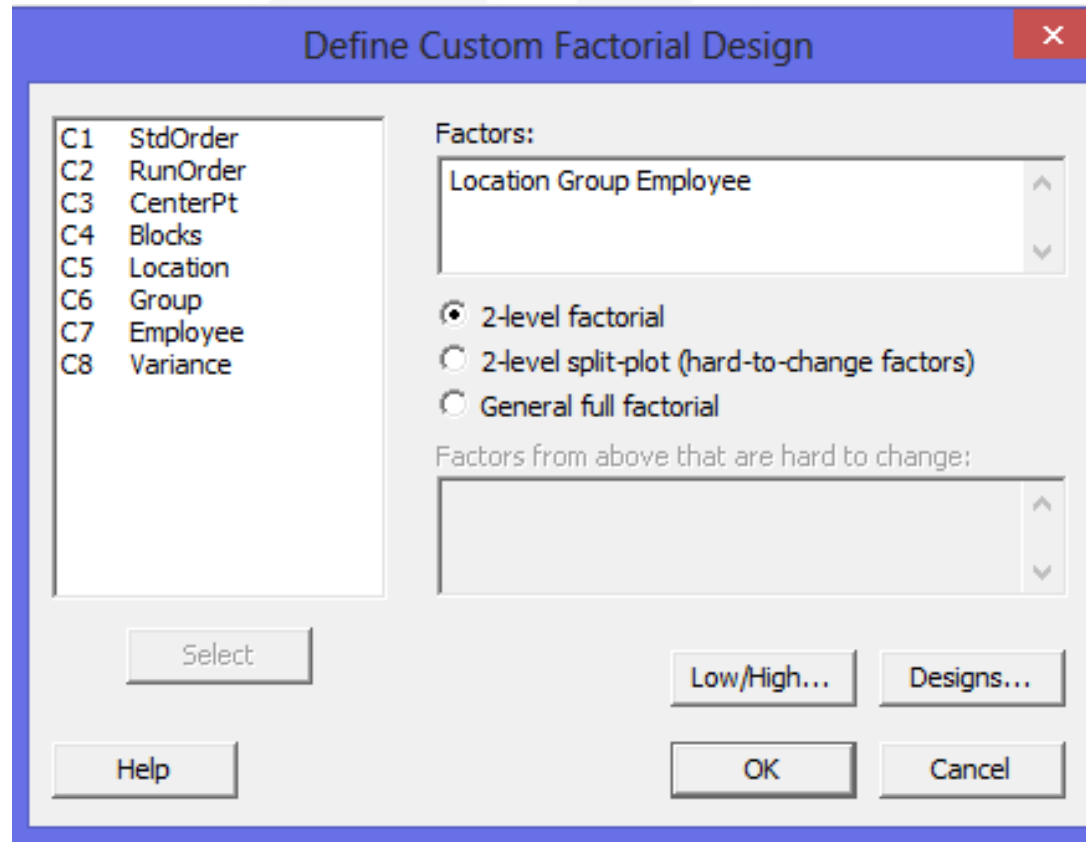 Define Custom Factorial Design
C1 StdOrder
C2 RunOrder
C3 CenterPt
C4 Blocks
C5 Location
C6 Group
C7 Employee
C8 Variance
Select
Help
Factors:
Location Group Employee
2-level factorial
2-level split-plot (hard-to-change factors)
General full factorial
Factors from above that are hard to change:
Low/High...
Designs...
OK
Cancel